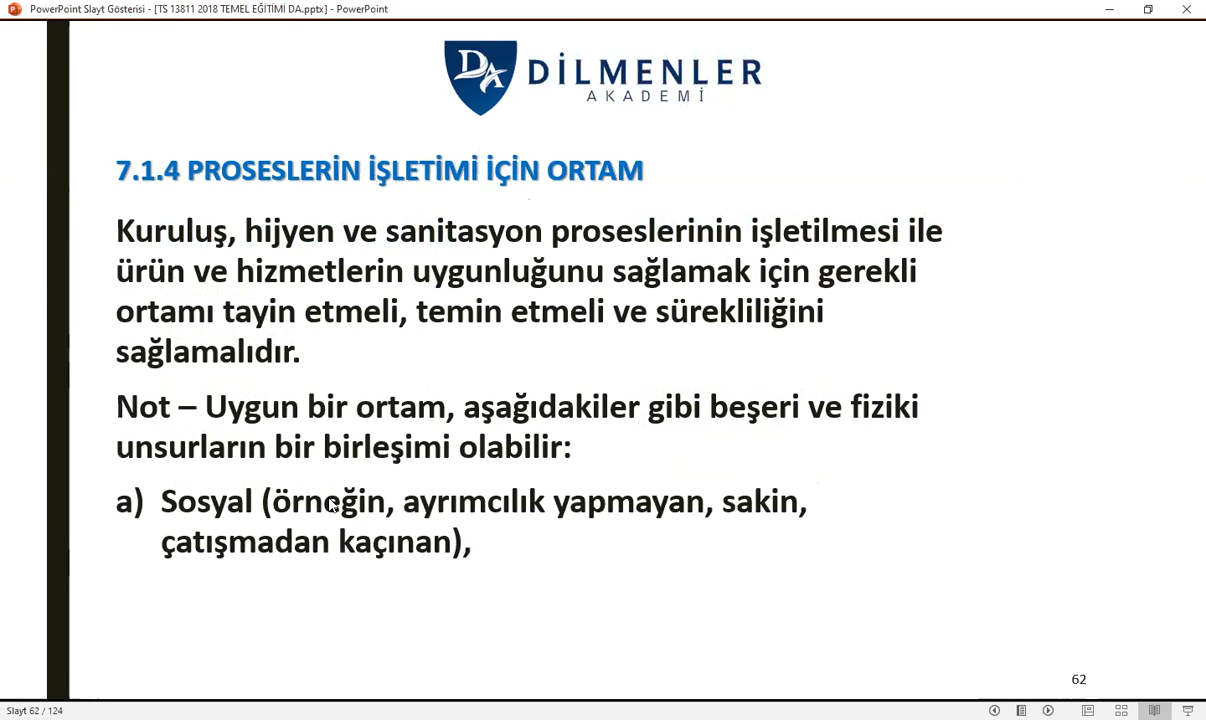 PowerPoint Slayt Gösterisi - [TS 13811 2018 TEMEL EĞİTİMİ DA.pptx] - PowerPoint
DA DİLMENLER
AKADEMİ
7.1.4 PROSESLERİN İŞLETİMİ İÇİN ORTAM
Kuruluş, hijyen ve sanitasyon proseslerinin işletilmesi ile
ürün ve hizmetlerin uygunluğunu sağlamak için gerekli
ortamı tayin etmeli, temin etmeli ve sürekliliğini
sağlamalıdır.
Not – Uygun bir ortam, aşağıdakiler gibi beşeri ve fiziki
unsurların bir birleşimi olabilir:
a) Sosyal (örneğin, ayrımcılık yapmayan, sakin,
çatışmadan kaçınan),
62
Slayt 62 / 124